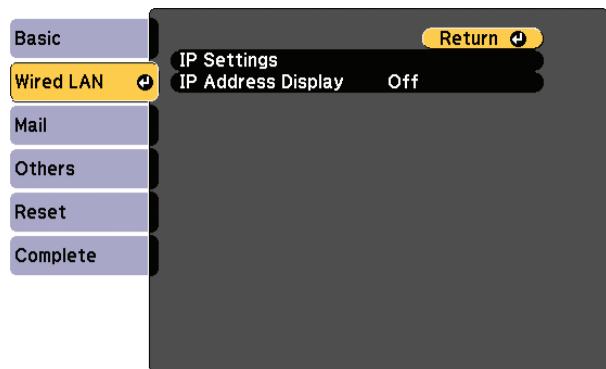 Basic
Wired LAN
Mail
Others
Reset
Complete
Return
IP Settings
IP Address Display Off